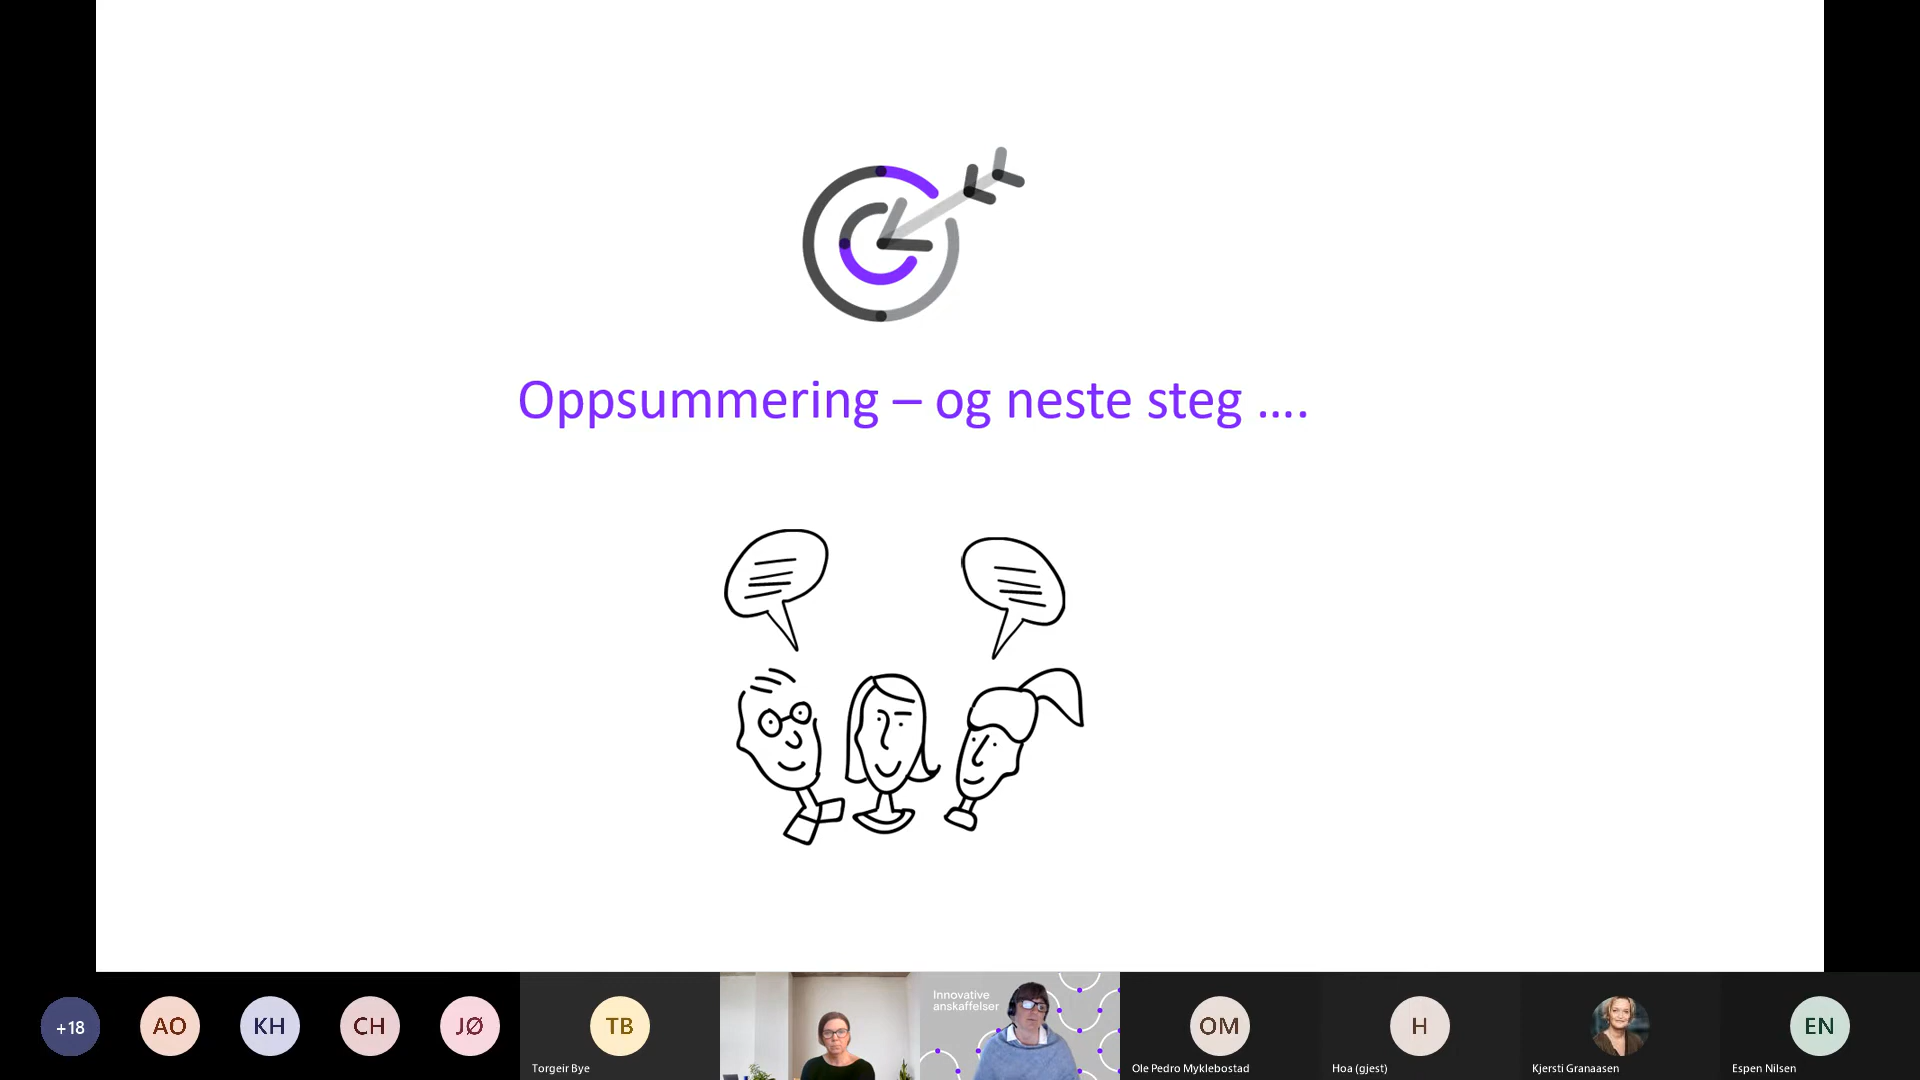 Oppsummering – og neste steg ....
+18
AO
KH
CH
JØ
TB
Torgeir Bye
Innovative
anskaffelser
OM
Ole Pedro Myklebostad
H
Hoa (gjest)
Kjersti Granaasen
EN
Espen Nilsen